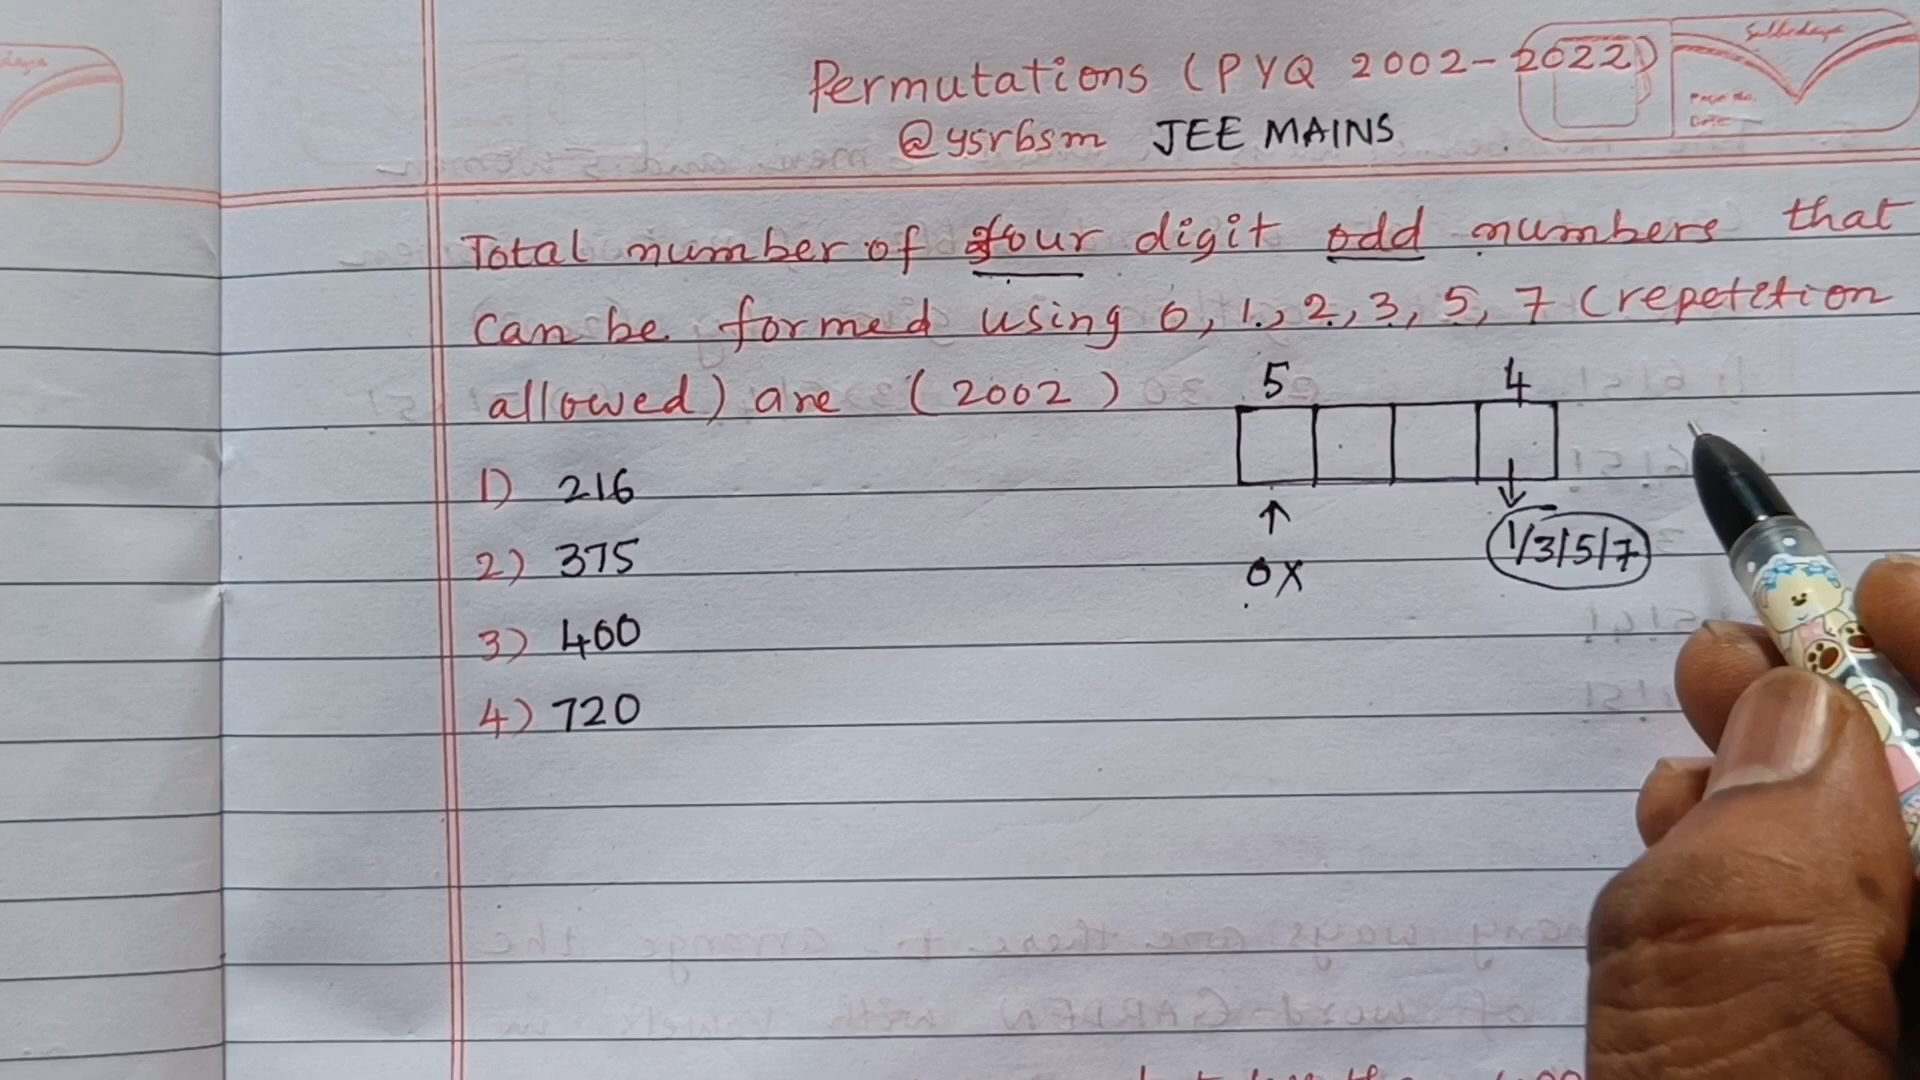 Permutations (PYQ 2002-2022)
@ysrbsm JEE MAINS
Total number of four digit odd numbers that
can be formed using 0, 1, 2, 3, 5, 7 (repetition
allowed) are (2002)
5 4
1) 216
1/3/5/7
2) 375
0X
3) 400
4) 720